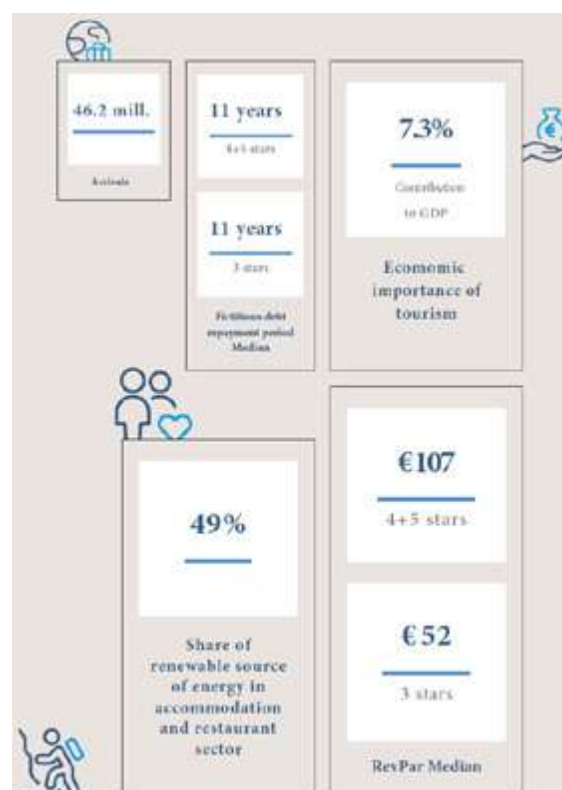 46.2 mill.
Arrivals
11 years
4+5 stars
11 years
3 stars
Fictitious debt
repayment period
Median
7.3%
Contribution
to GDP
Ecomomic
importance of
tourism
49%
Share of
renewable source
of energy in
accommodation
and restaurant
sector
€107
4+5 stars
€52
3 stars
RevPar Median